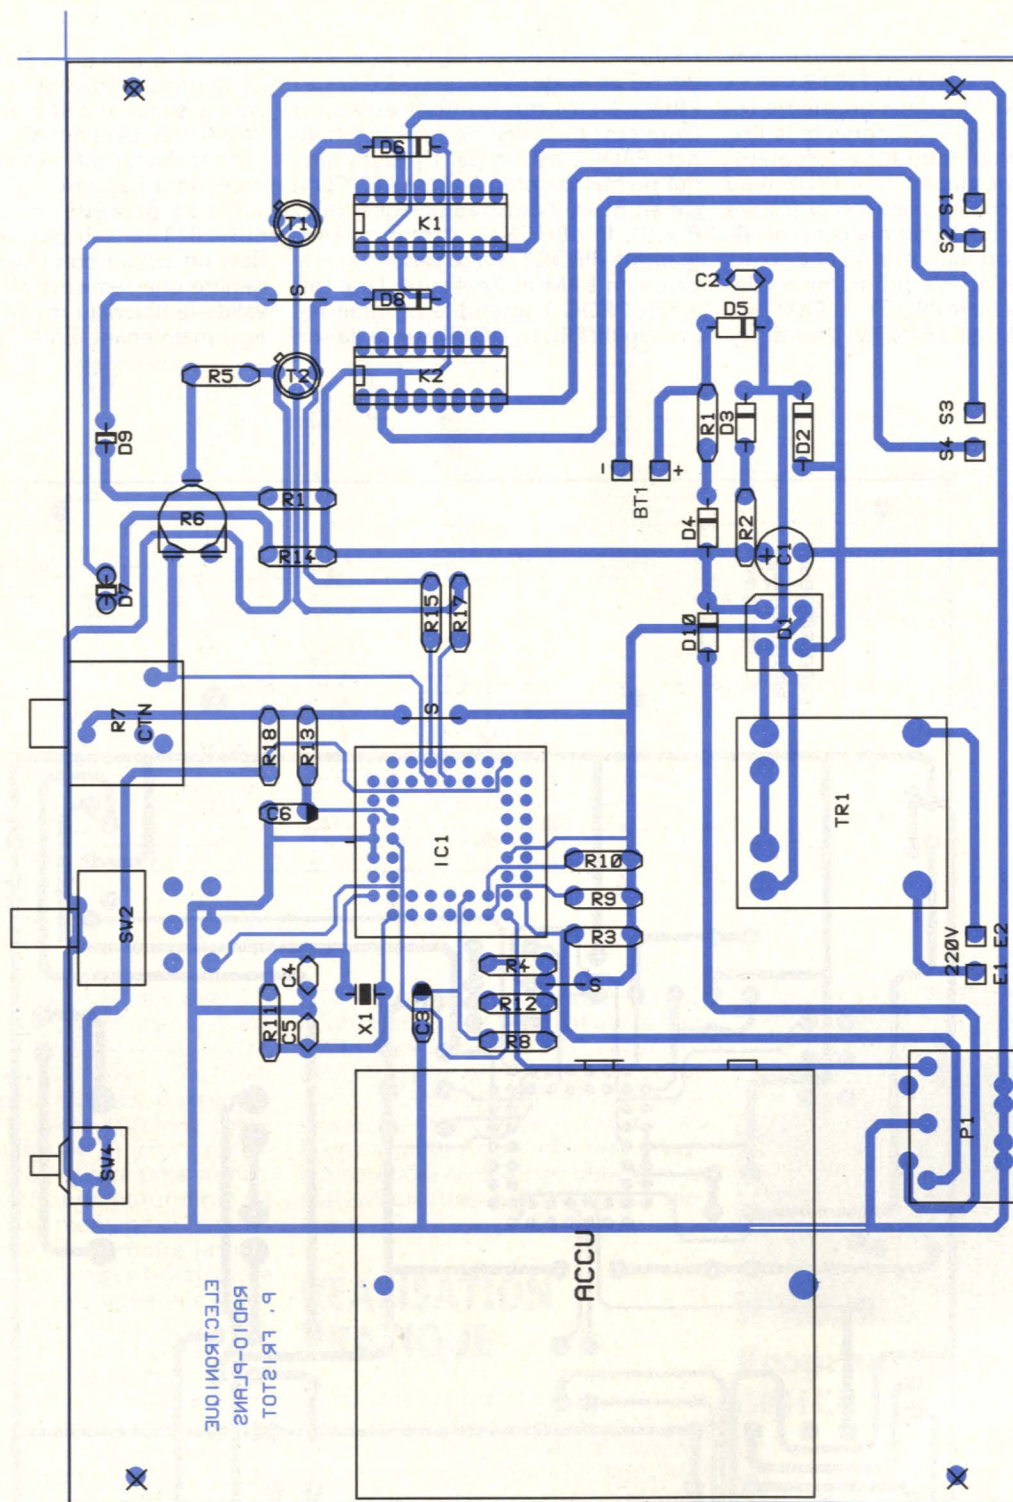 D6
T1
K1
S1
S2
S
D8
C2
D5
T2
K2
R5
D9
R1
D3
D2
S3
S4
-
+
BT1
R1
R6
D4
R2
+
C1
R14
D7
R15
R17
D10
D1
R7
CTN
S
R18
R13
C6
IC1
TR1
R10
R9
SW2
R3
220V
E2
E1
R4
C4
S
R12
R11
C5
X1
C3
R8
P1
SW4
ACCU
P. FRISTOT
RADIO-PLANS
ELECTRONIQUE